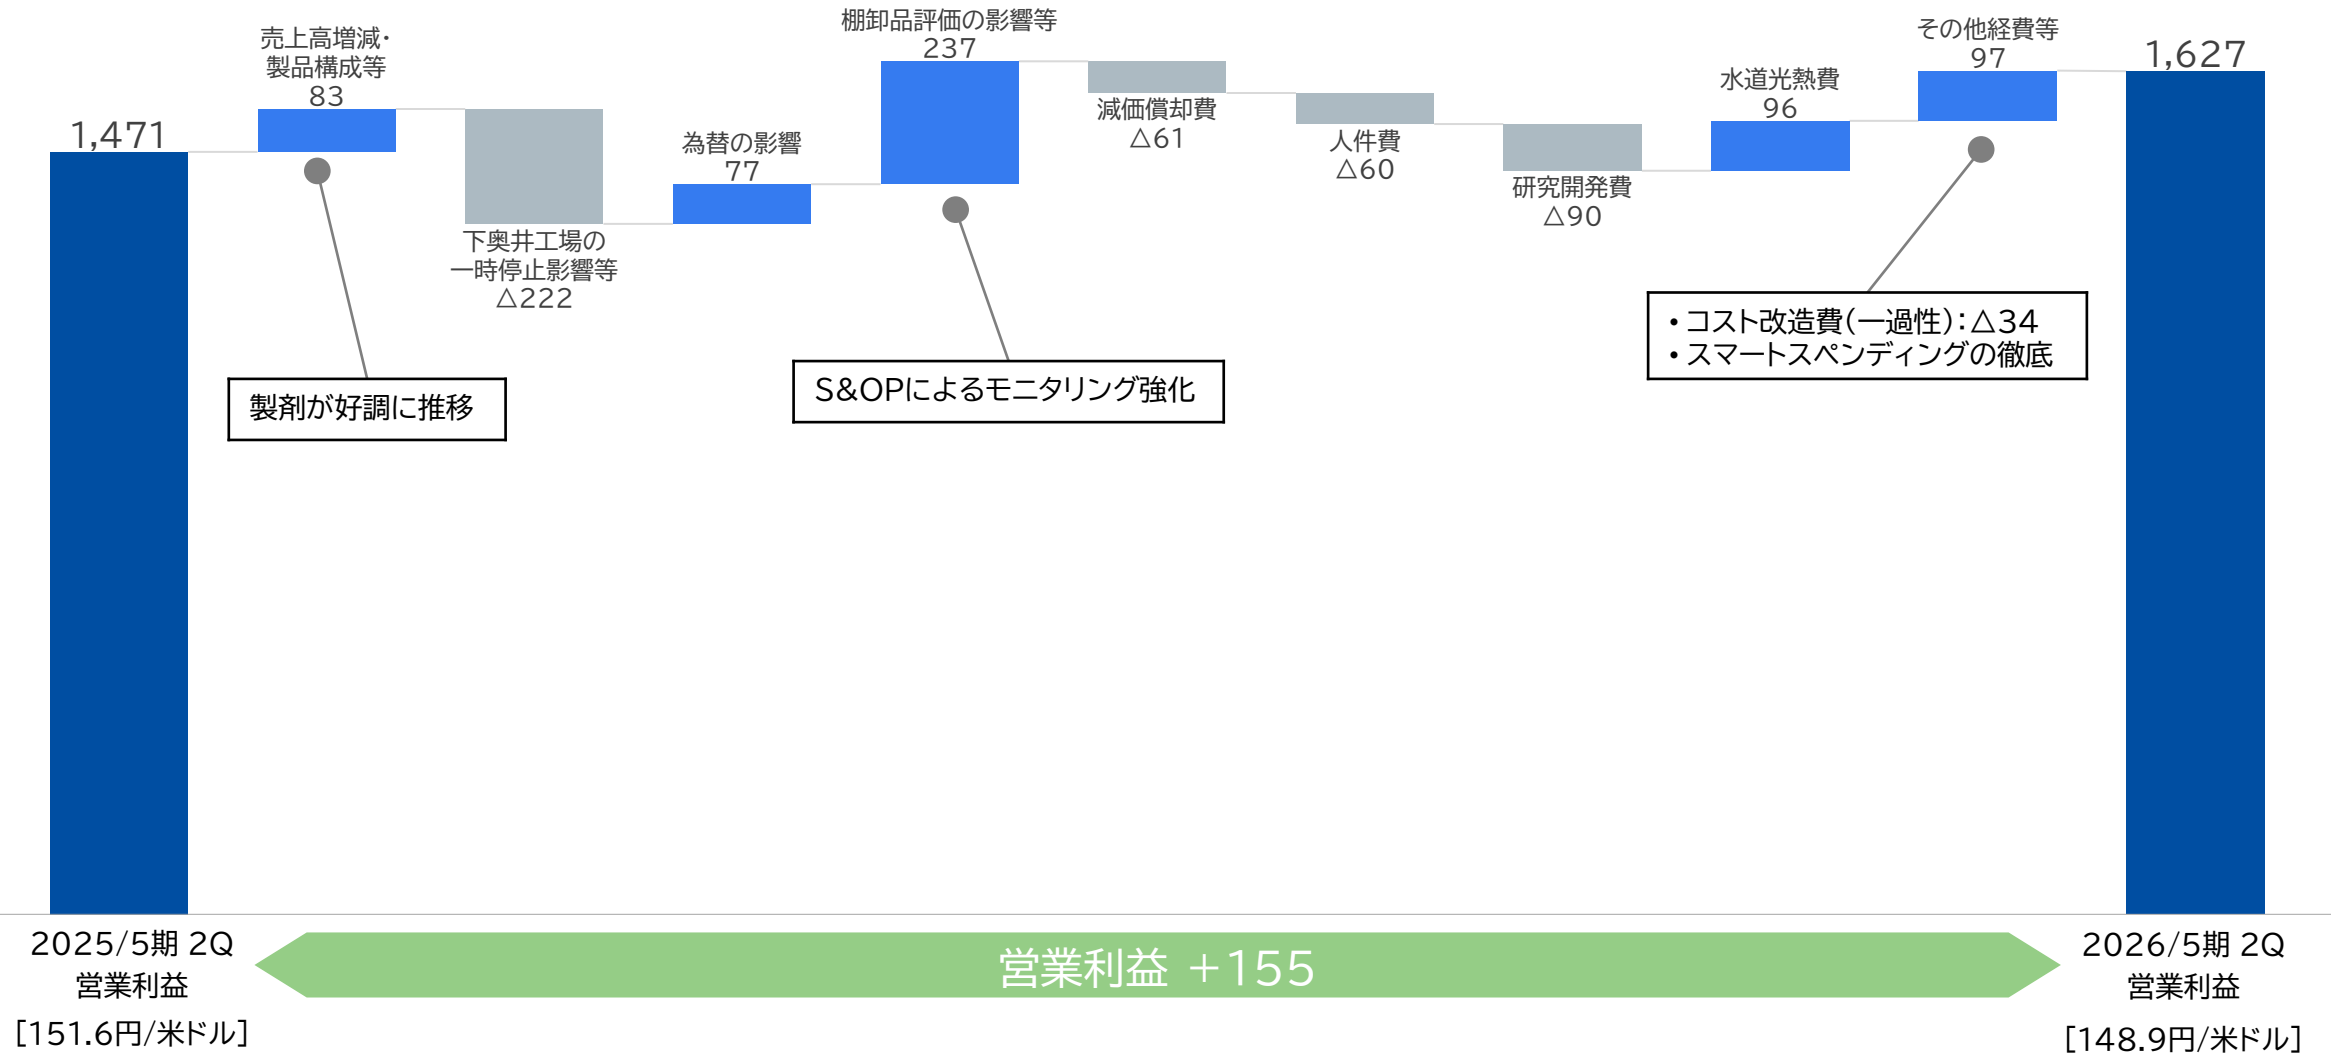 1,471
売上高増減・
製品構成等
83
下奥井工場の
一時停止影響等
△222
為替の影響
77
棚卸品評価の影響等
237
減価償却費
△61
人件費
△60
研究開発費
△90
水道光熱費
96
その他経費等
97
1,627
製剤が好調に推移
S&OPによるモニタリング強化
・コスト改造費(一過性):△34
・スマートスペンディングの徹底
2025/5期 2Q
営業利益
[151.6円/米ドル]
営業利益 +155
2026/5期 2Q
営業利益
[148.9円/米ドル]